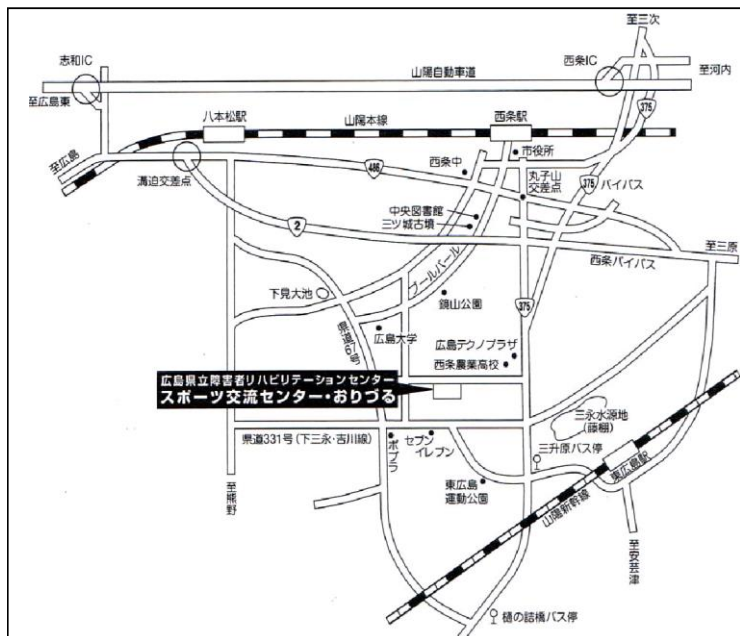 至三次
志和IC
西条IC
山陽自動車道
至河内
至広島東
375
八本松駅
山陽本線
西条駅
市役所
至広島
溝迫交差点
486
西条中
丸子山
交差点
375
バイパス
中央図書館
三ツ城古墳
2
ブールバール
至三原
西条バイパス
下見大池
鏡山公園
375
広島大学
広島テクノプラザ
西条農業高校
広島県立障害者リハビリテーションセンター
スポーツ交流センター・おりづる
三永水源地
(藤棚)
県道331号(下三永・吉川線)
ポプラ
セブン
イレブン
三升原バス停
東広島駅
東広島
運動公園
至熊野
山陽新幹線
至安芸津
樋の詰橋バス停